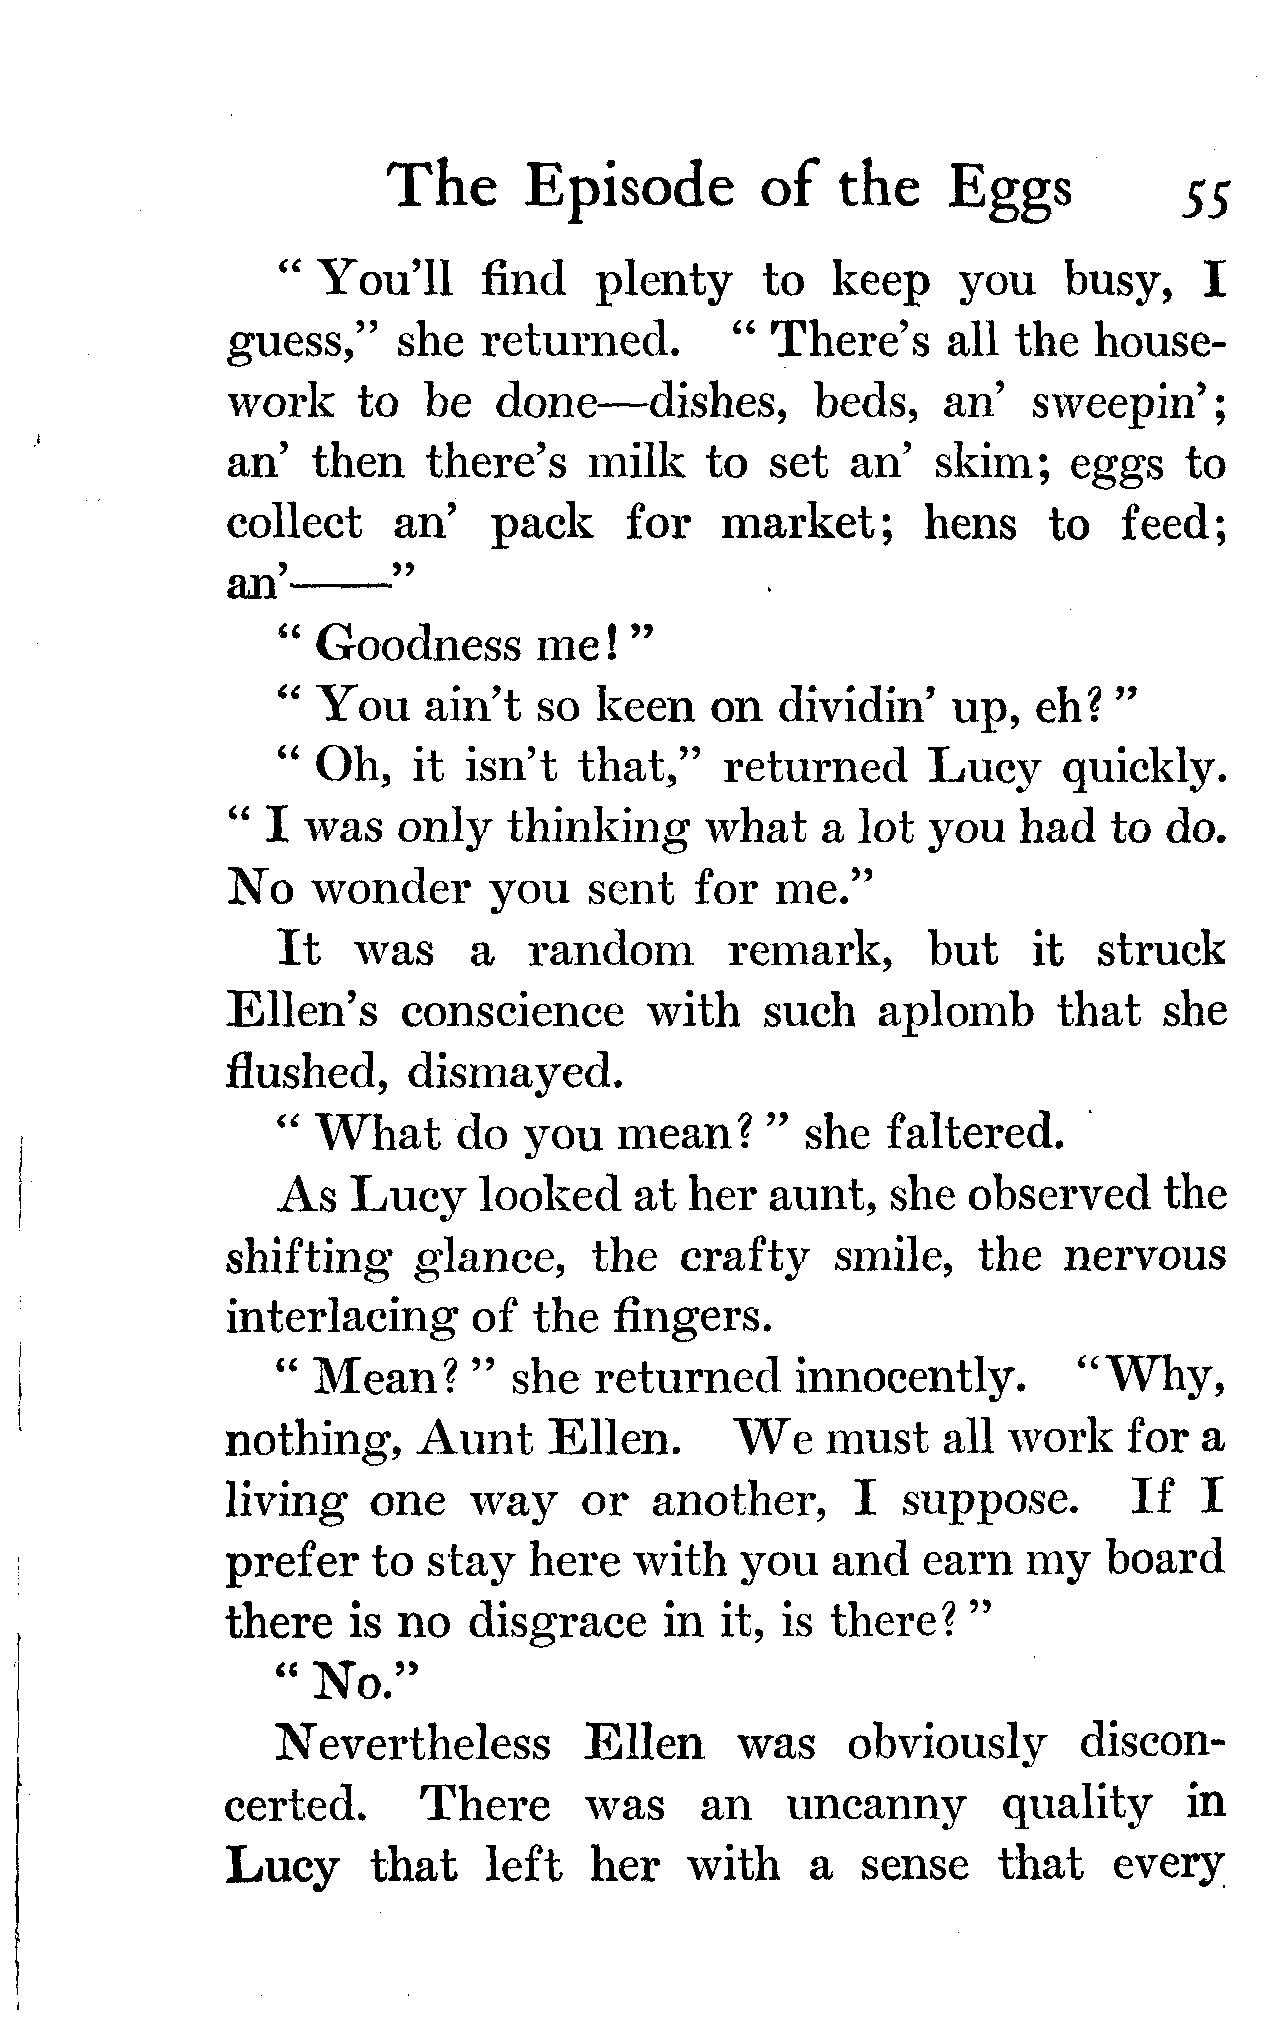 The Episode of the Eggs 55
“ You'll find plenty to keep you busy, I
guess,” she returned. “ There's all the house-
work to be done—dishes, beds, an' sweepin';
an' then there's milk to set an' skim; eggs to
collect an' pack for market; hens to feed;
an'——”
“ Goodness me! ”
“ You ain't so keen on dividin' up, eh? ”
“ Oh, it isn't that,” returned Lucy quickly.
“ I was only thinking what a lot you had to do.
No wonder you sent for me.”
It was a random remark, but it struck
Ellen's conscience with such aplomb that she
flushed, dismayed.
“ What do you mean? ” she faltered.
As Lucy looked at her aunt, she observed the
shifting glance, the crafty smile, the nervous
interlacing of the fingers.
“ Mean? ” she returned innocently. “Why,
nothing, Aunt Ellen. We must all work for a
living one way or another, I suppose. If I
prefer to stay here with you and earn my board
there is no disgrace in it, is there? ”
“ No.”
Nevertheless Ellen was obviously discon-
certed. There was an uncanny quality in
Lucy that left her with a sense that every